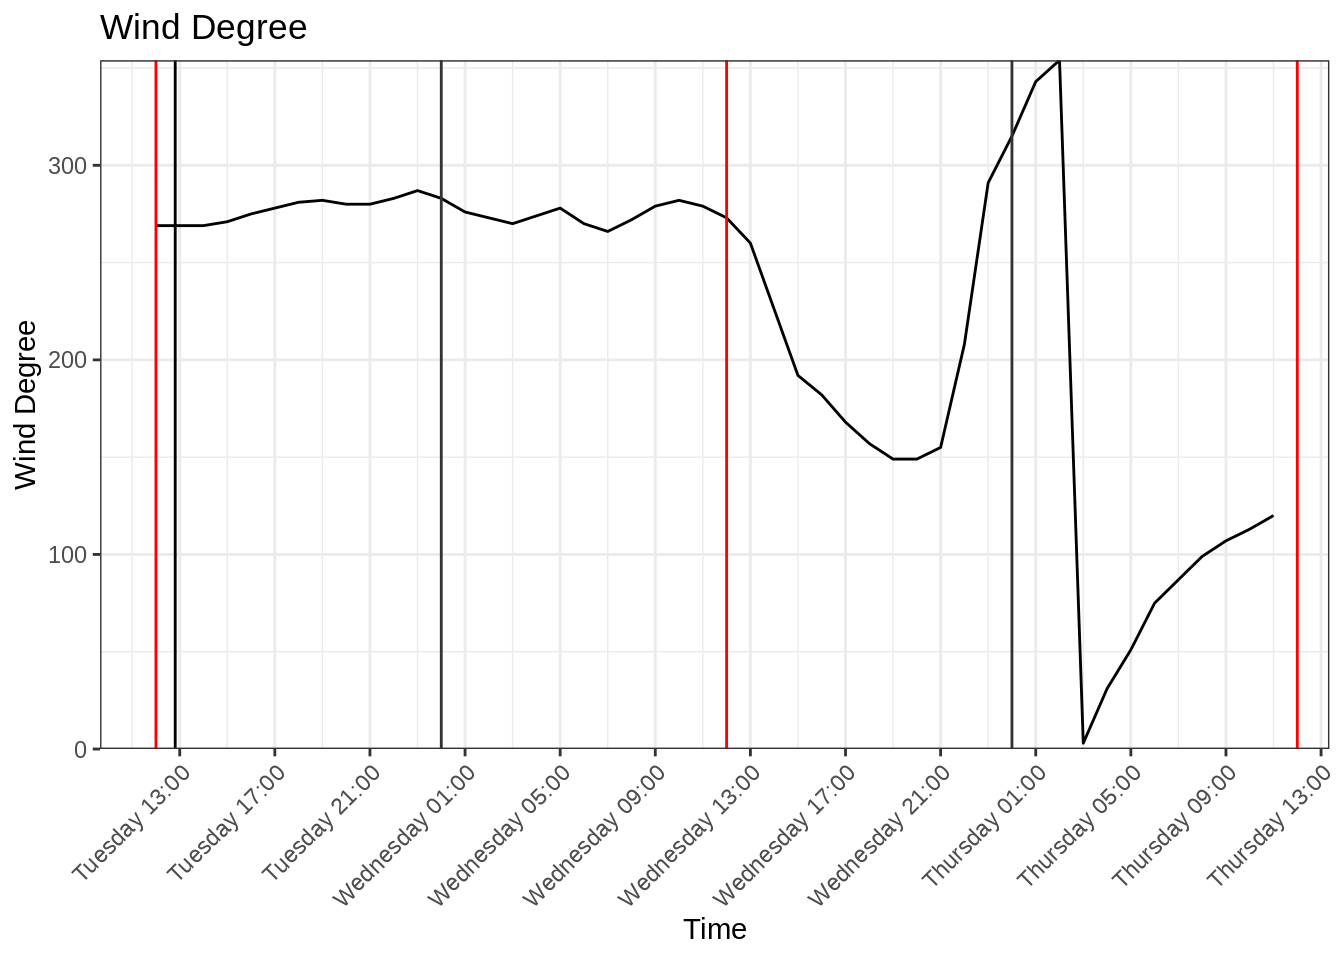 Wind Degree
Wind Degree
300
200
100
0
Tuesday 13:00
Tuesday 17:00
Tuesday 21:00
Wednesday 01:00
Wednesday 05:00
Wednesday 09:00
Wednesday 13:00
Wednesday 17:00
Wednesday 21:00
Thursday 01:00
Thursday 05:00
Thursday 09:00
Thursday 13:00
Time